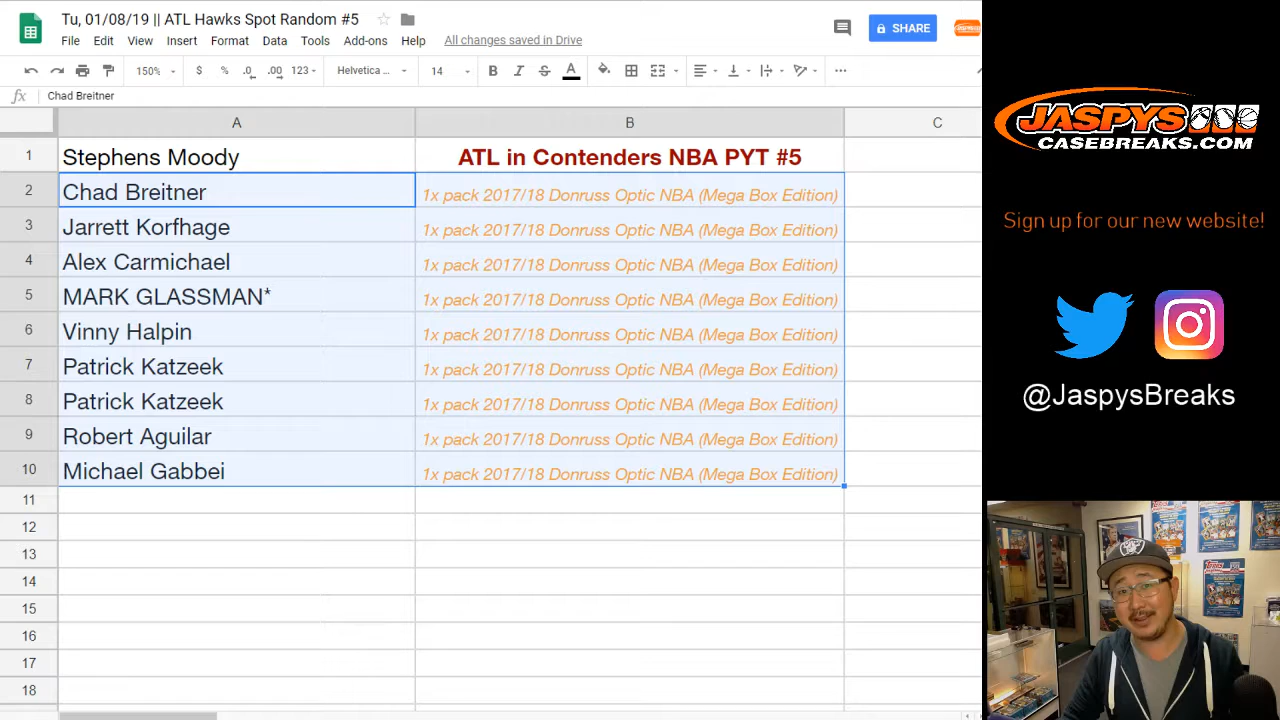 Tu, 01/08/19 || ATL Hawks Spot Random #5
File Edit View Insert Format Data Tools Add-ons Help All changes saved in Drive
SHARE
150% $ % .0 .00 123 Helvetica... 14 B I S A
fx Chad Breitner
A B C
1 Stephens Moody ATL in Contenders NBA PYT #5
2 Chad Breitner 1x pack 2017/18 Donruss Optic NBA (Mega Box Edition)
3 Jarrett Korfhage 1x pack 2017/18 Donruss Optic NBA (Mega Box Edition)
4 Alex Carmichael 1x pack 2017/18 Donruss Optic NBA (Mega Box Edition)
5 MARK GLASSMAN* 1x pack 2017/18 Donruss Optic NBA (Mega Box Edition)
6 Vinny Halpin 1x pack 2017/18 Donruss Optic NBA (Mega Box Edition)
7 Patrick Katzeek 1x pack 2017/18 Donruss Optic NBA (Mega Box Edition)
8 Patrick Katzeek 1x pack 2017/18 Donruss Optic NBA (Mega Box Edition)
9 Robert Aguilar 1x pack 2017/18 Donruss Optic NBA (Mega Box Edition)
10 Michael Gabbei 1x pack 2017/18 Donruss Optic NBA (Mega Box Edition)
11
12
13
14
15
16
17
18
JASPYS
CASEBREAKS.COM
Sign up for our new website!
@JaspysBreaks